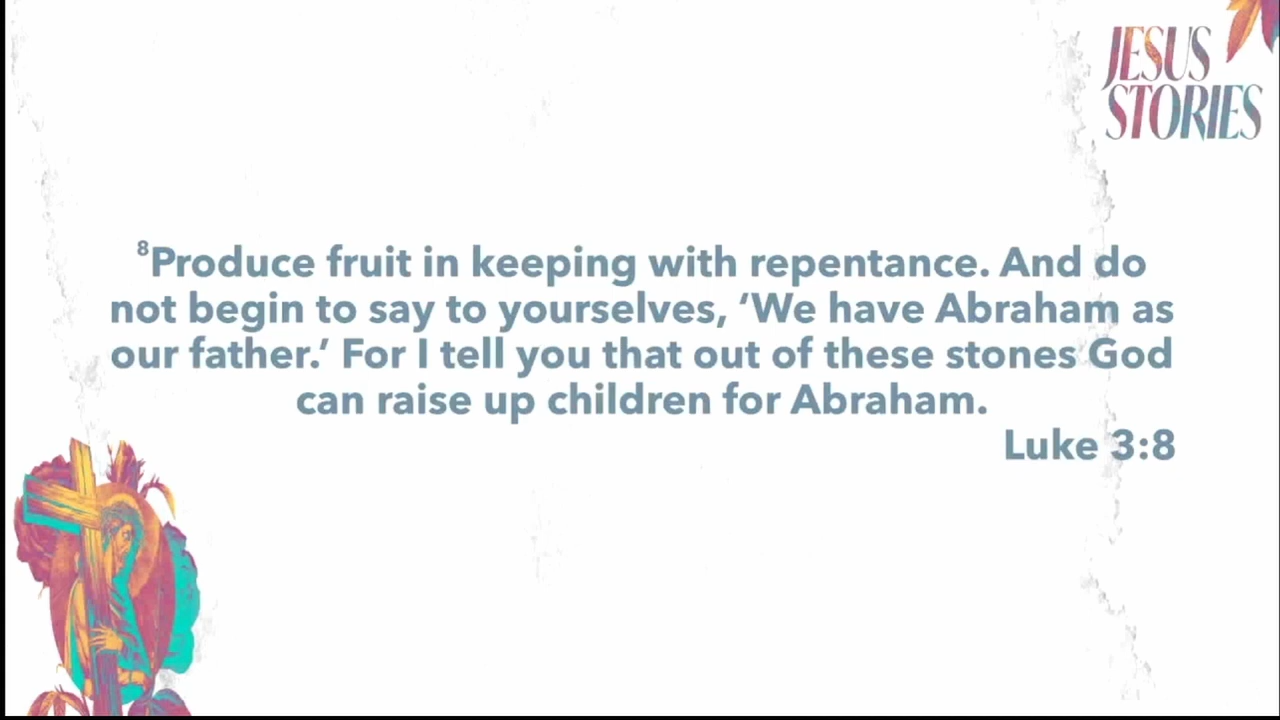 JESUS
STORIES
⁸Produce fruit in keeping with repentance. And do
not begin to say to yourselves, ‘We have Abraham as
our father.’ For I tell you that out of these stones God
can raise up children for Abraham.
Luke 3:8